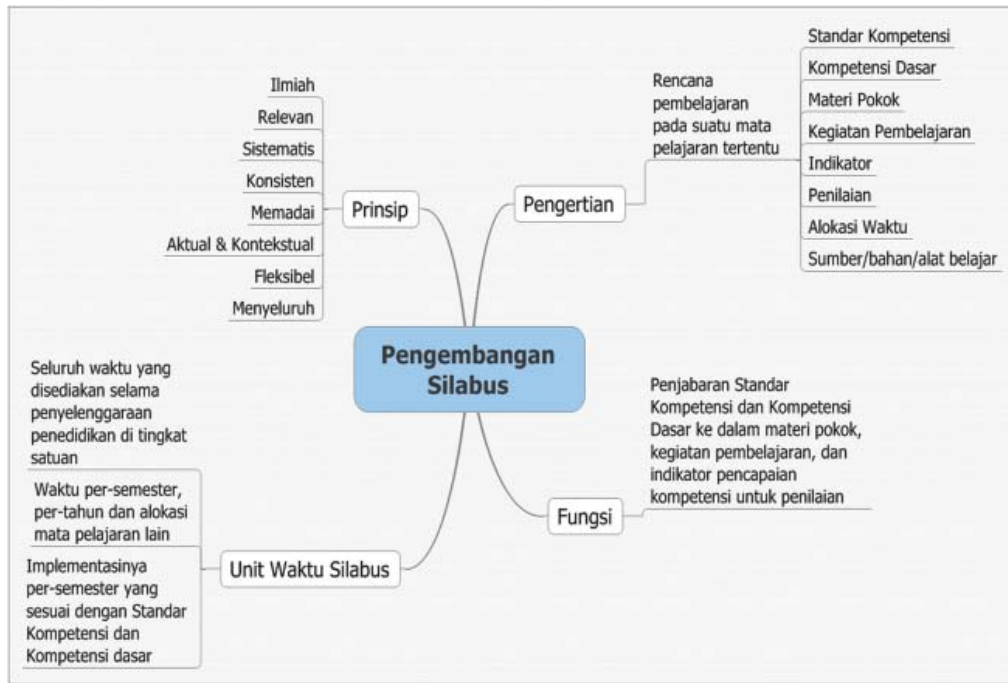 Pengembangan
Silabus
Pengertian
Rencana
pembelajaran
pada suatu mata
pelajaran tertentu
Standar Kompetensi
Kompetensi Dasar
Materi Pokok
Kegiatan Pembelajaran
Indikator
Penilaian
Alokasi Waktu
Sumber/bahan/alat belajar
Fungsi
Penjabaran Standar
Kompetensi dan Kompetensi
Dasar ke dalam materi pokok,
kegiatan pembelajaran, dan
indikator pencapaian
kompetensi untuk penilaian
Prinsip
Ilmiah
Relevan
Sistematis
Konsisten
Memadai
Aktual & Kontekstual
Fleksibel
Menyeluruh
Unit Waktu Silabus
Seluruh waktu yang
disediakan selama
penyelenggaraan
penedidikan di tingkat
satuan
Waktu per-semester,
per-tahun dan alokasi
mata pelajaran lain
Implementasinya
per-semester yang
sesuai dengan Standar
Kompetensi dan
Kompetensi dasar